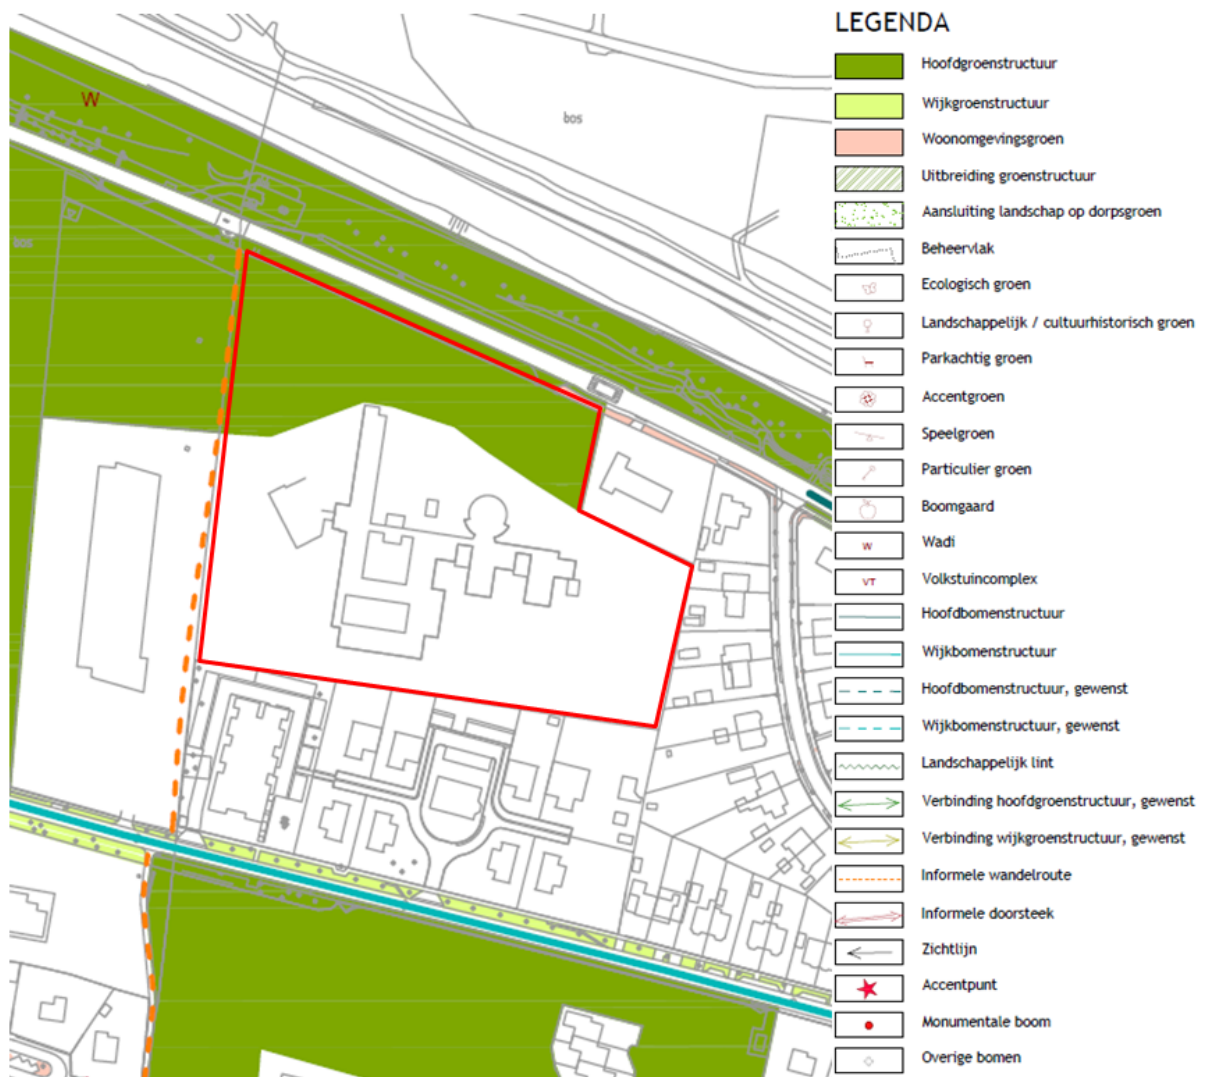 LEGENDA
Hoofdgroenstructuur
Wijkgroenstructuur
Woonomgevingsgroen
Uitbreiding groenstructuur
Aansluiting landschap op dorpsgroen
Beheervlak
Ecologisch groen
Landschappelijk / cultuurhistorisch groen
Parkachtig groen
Accentgroen
Speelgroen
Particulier groen
Boomgaard
W Wadi
VT Volkstuincomplex
Hoofdbomenstructuur
Wijkbomenstructuur
Hoofdbomenstructuur, gewenst
Wijkbomenstructuur, gewenst
Landschappelijk lint
Verbinding hoofdgroenstructuur, gewenst
Verbinding wijkgroenstructuur, gewenst
Informele wandelroute
Informele doorsteek
Zichtlijn
Accentpunt
Monumentale boom
Overige bomen
W
bos
bos